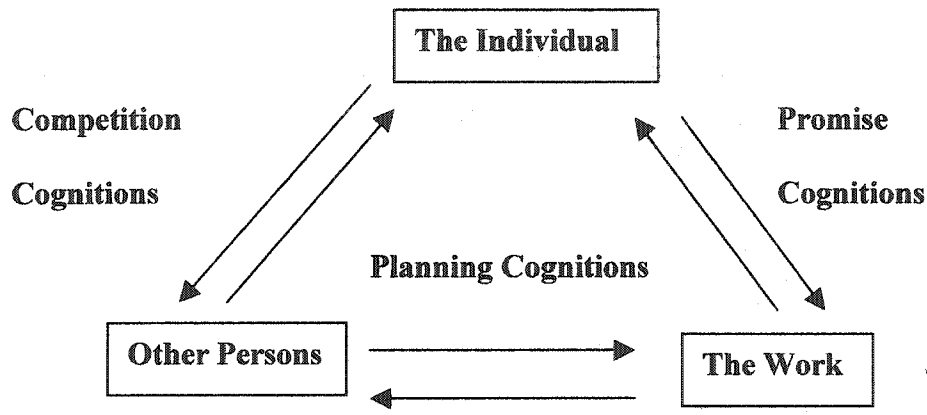 The Individual
Competition
Cognitions
Promise
Cognitions
Planning Cognitions
Other Persons
The Work